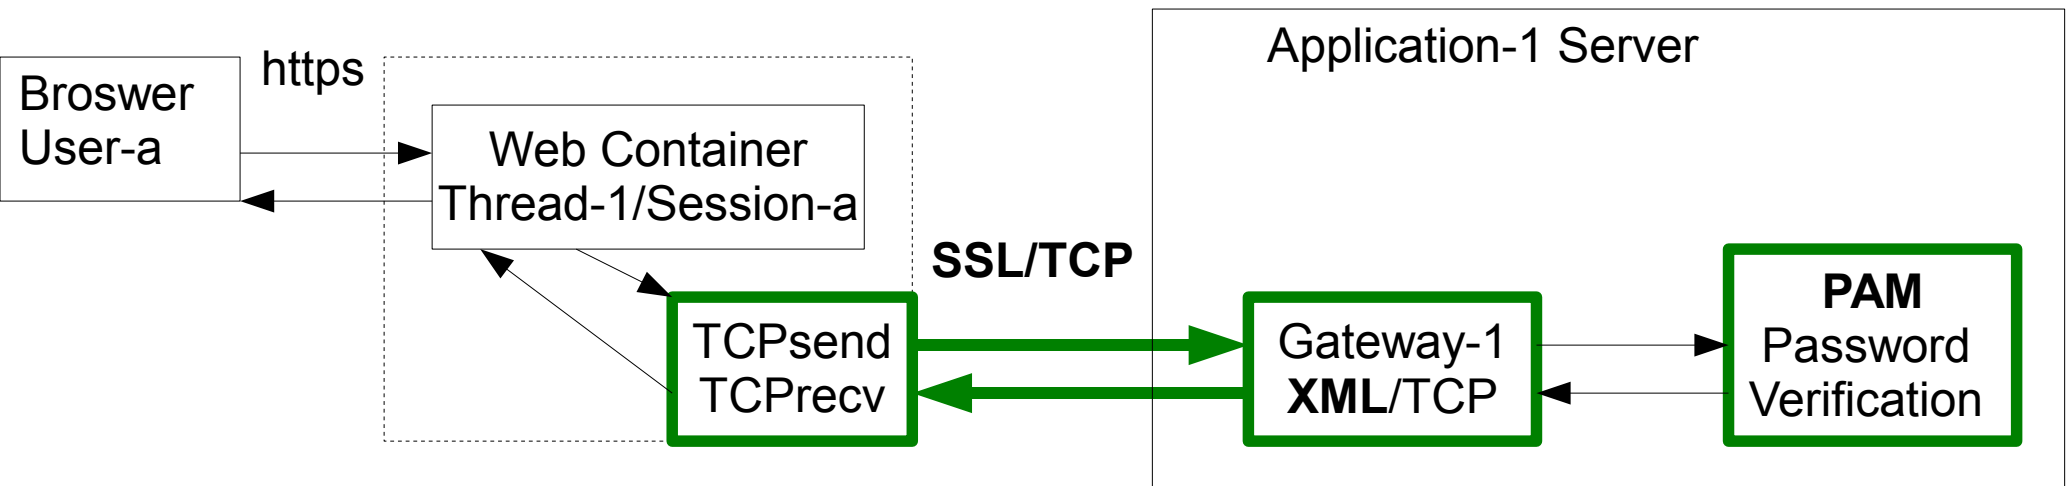 Broswer
User-a
https
Web Container
Thread-1/Session-a
TCPsend
TCPrecv
SSL/TCP
Application-1 Server
Gateway-1
XML/TCP
PAM
Password
Verification